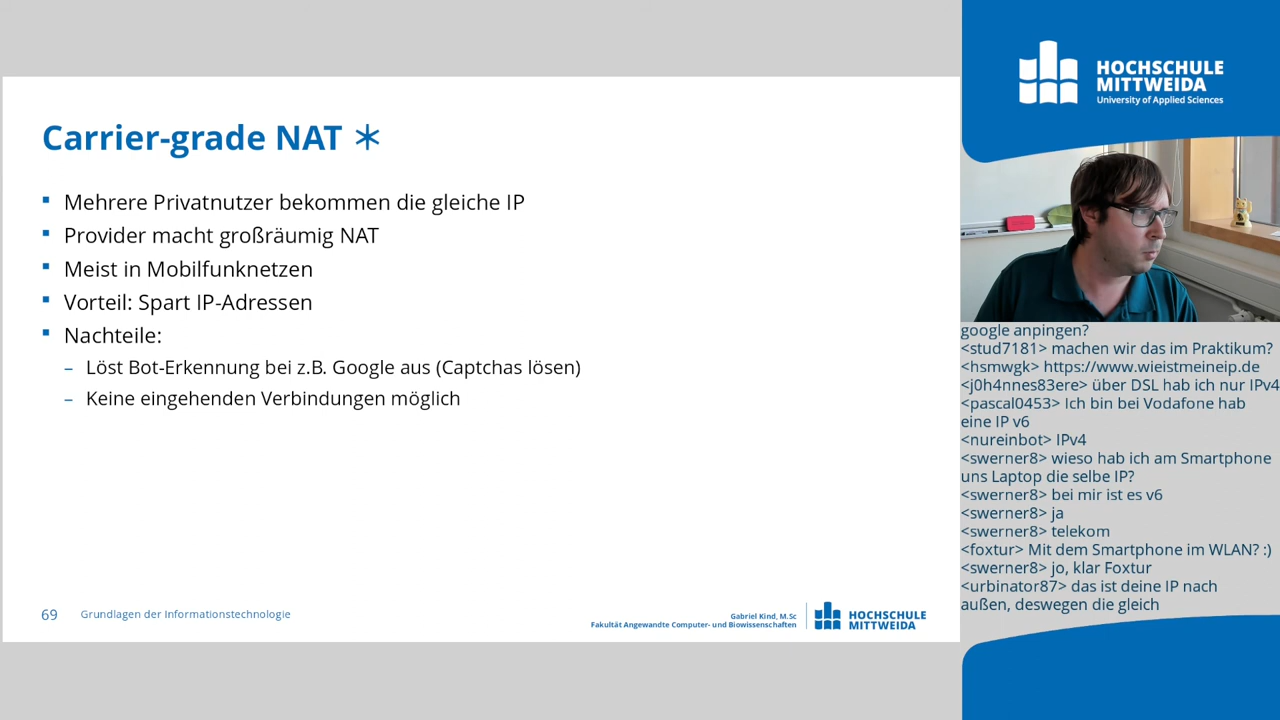 Carrier-grade NAT ＊
Mehrere Privatnutzer bekommen die gleiche IP
Provider macht großräumig NAT
Meist in Mobilfunknetzen
Vorteil: Spart IP-Adressen
Nachteile:
– Löst Bot-Erkennung bei z.B. Google aus (Captchas lösen)
– Keine eingehenden Verbindungen möglich
69
Grundlagen der Informationstechnologie
Gabriel Kind, M.Sc
Fakultät Angewandte Computer- und Biowissenschaften
HOCHSCHULE
MITTWEIDA
HOCHSCHULE
MITTWEIDA
University of Applied Sciences
google anpingen?
<stud7181> machen wir das im Praktikum?
<hsmwgk> https://www.wieistmeineip.de
<j0h4nnes83ere> über DSL hab ich nur IPv4
<pascal0453> Ich bin bei Vodafone hab
eine IP v6
<nureinbot> IPv4
<swerner8> wieso hab ich am Smartphone
uns Laptop die selbe IP?
<swerner8> bei mir ist es v6
<swerner8> ja
<swerner8> telekom
<foxtur> Mit dem Smartphone im WLAN? :)
<swerner8> jo, klar Foxtur
<urbinator87> das ist deine IP nach
außen, deswegen die gleich